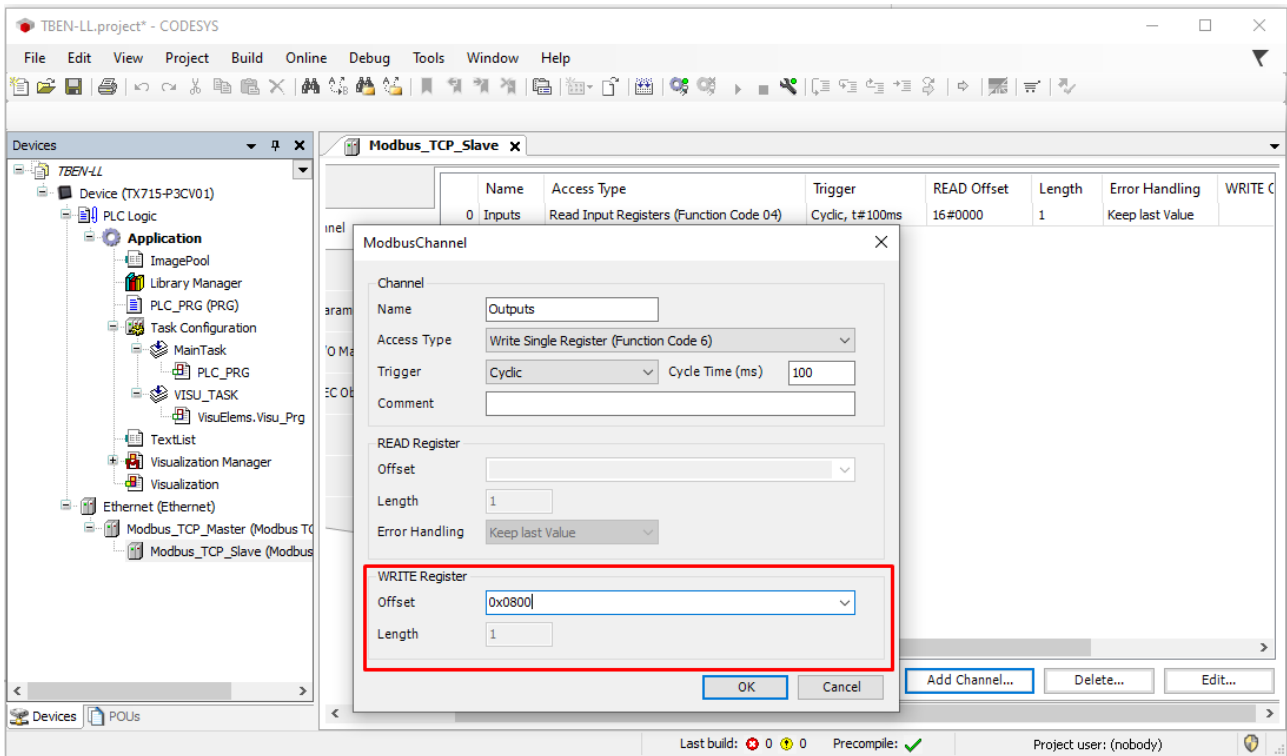 TBEN-LL.project* - CODESYS
File Edit View Project Build Online Debug Tools Window Help
Devices
TBEN-LL
Device (TX715-P3CV01)
PLC Logic
Application
ImagePool
Library Manager
PLC_PRG (PRG)
Task Configuration
MainTask
PLC_PRG
VISU_TASK
VisuElems.Visu_Prg
TextList
Visualization Manager
Visualization
Ethernet (Ethernet)
Modbus_TCP_Master (Modbus TC
Modbus_TCP_Slave (Modbus
Devices POUs
Modbus_TCP_Slave
Name Access Type Trigger READ Offset Length Error Handling WRITE O
0 Inputs Read Input Registers (Function Code 04) Cyclic, t#100ms 16#0000 1 Keep last Value
nnel
aram
/O Ma
EC Ob
ModbusChannel
Channel
Name Outputs
Access Type Write Single Register (Function Code 6)
Trigger Cyclic Cycle Time (ms) 100
Comment
READ Register
Offset
Length 1
Error Handling Keep last Value
WRITE Register
Offset 0x0800
Length 1
OK Cancel
Add Channel... Delete... Edit...
Last build: 0 0 Precompile: Project user: (nobody)